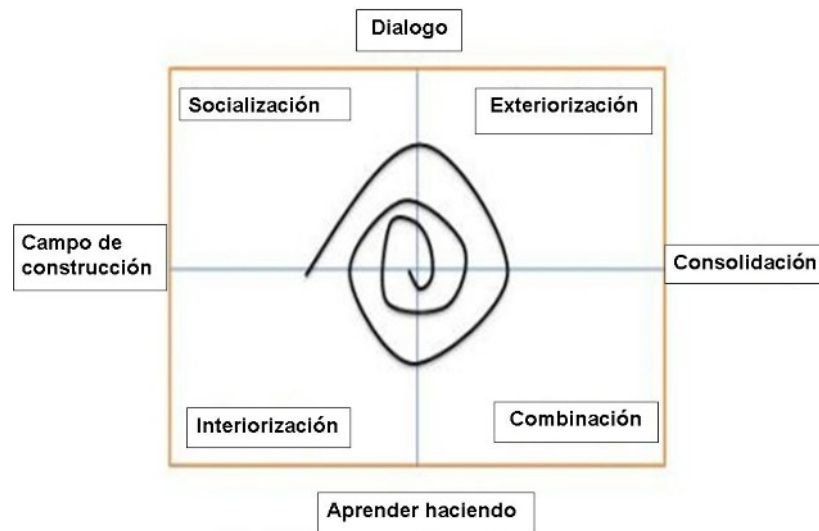 Dialogo
Socialización
Exteriorización
Campo de
construcción
Consolidación
Interiorización
Combinación
Aprender haciendo